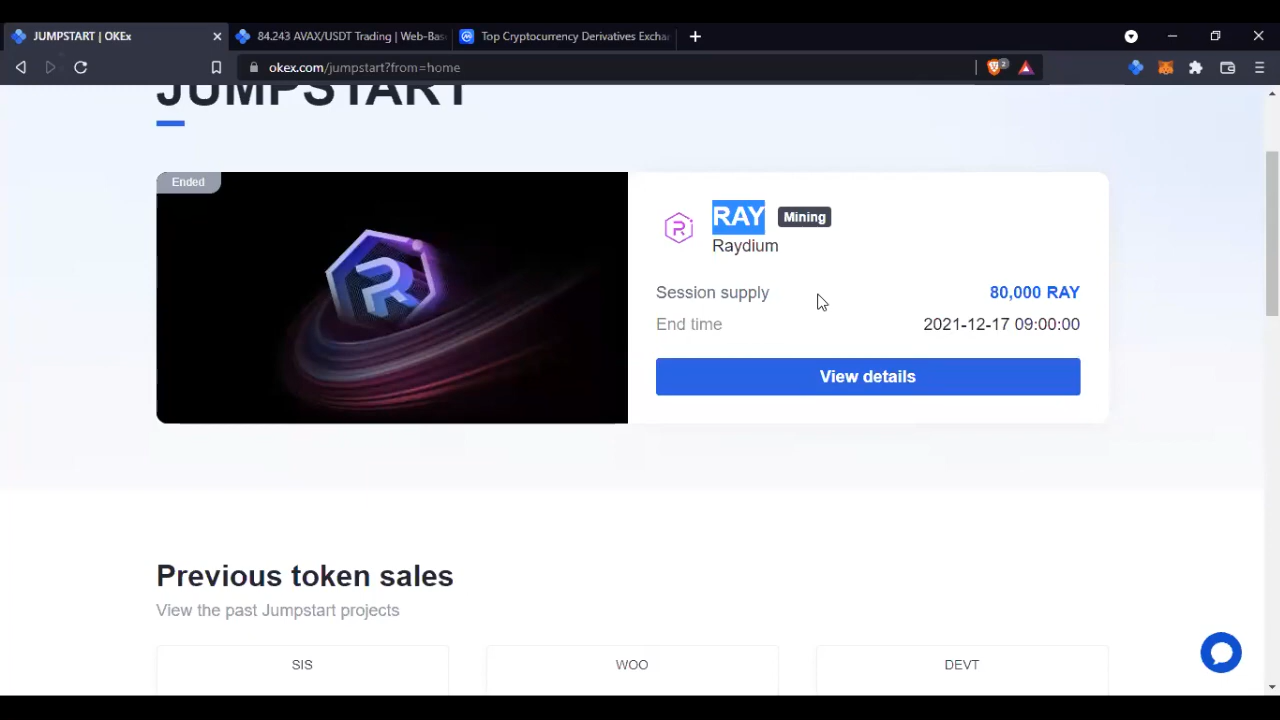 JUMPSTART | OKEx
84.243 AVAX/USDT Trading | Web-Bas
Top Cryptocurrency Derivatives Excha
okex.com/jumpstart?from=home
2
JUMPSTART
Ended
RAY Mining
Raydium
Session supply 80,000 RAY
End time 2021-12-17 09:00:00
View details
Previous token sales
View the past Jumpstart projects
SIS WOO DEVT